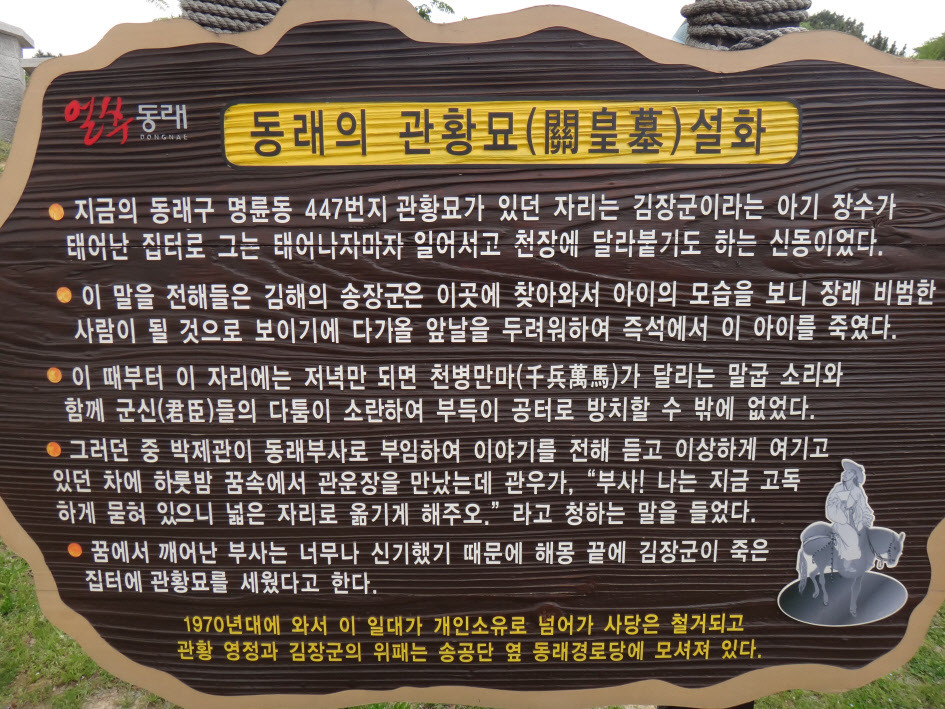 얼쑤 동래
DONGNAE
동래의 관황묘(關皇墓)설화
지금의 동래구 명륜동 447번지 관황묘가 있던 자리는 김장군이라는 아기 장수가
태어난 집터로 그는 태어나자마자 일어서고 천장에 달라붙기도 하는 신동이었다.
이 말을 전해들은 김해의 송장군은 이곳에 찾아와서 아이의 모습을 보니 장래 비범한
사람이 될 것으로 보이기에 다가올 앞날을 두려워하여 즉석에서 이 아이를 죽였다.
이 때부터 이 자리에는 저녁만 되면 천병만마(千兵萬馬)가 달리는 말굽 소리와
함께 군신(君臣)들의 다툼이 소란하여 부득이 공터로 방치할 수 밖에 없었다.
그러던 중 박제관이 동래부사로 부임하여 이야기를 전해 듣고 이상하게 여기고
있던 차에 하룻밤 꿈속에서 관운장을 만났는데 관우가, "부사! 나는 지금 고독
하게 묻혀 있으니 넓은 자리로 옮기게 해주오." 라고 청하는 말을 들었다.
꿈에서 깨어난 부사는 너무나 신기했기 때문에 해몽 끝에 김장군이 죽은
집터에 관황묘를 세웠다고 한다.
1970년대에 와서 이 일대가 개인소유로 넘어가 사당은 철거되고
관황 영정과 김장군의 위패는 송공단 옆 동래경로당에 모셔져 있다.